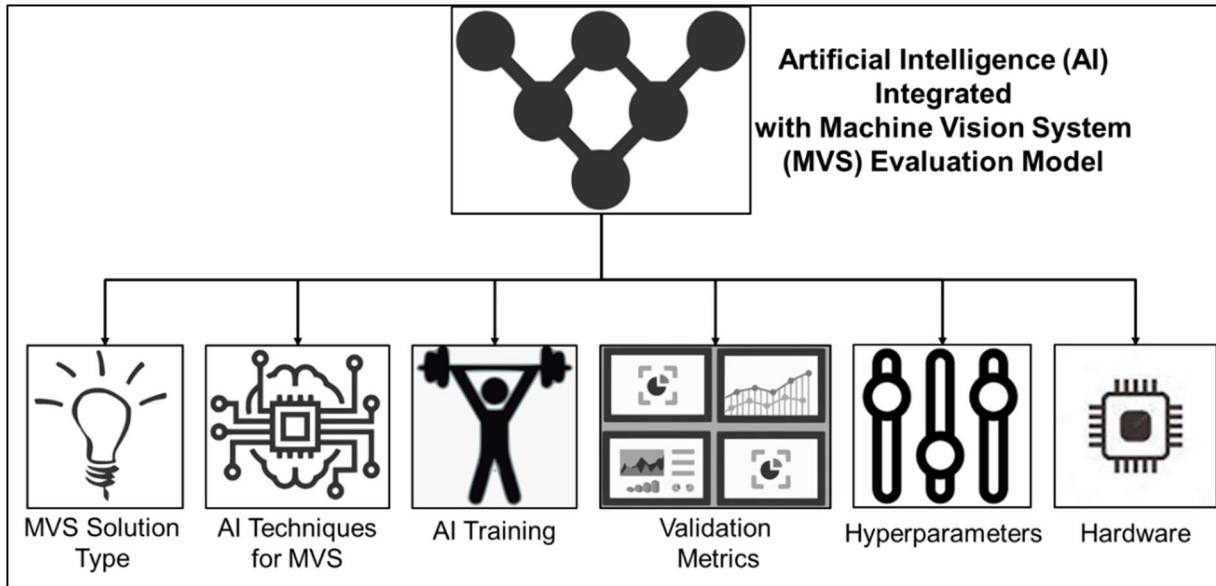 Artificial Intelligence (AI)
Integrated
with Machine Vision System
(MVS) Evaluation Model
MVS Solution
Type
AI Techniques
for MVS
AI Training
Validation
Metrics
Hyperparameters
Hardware